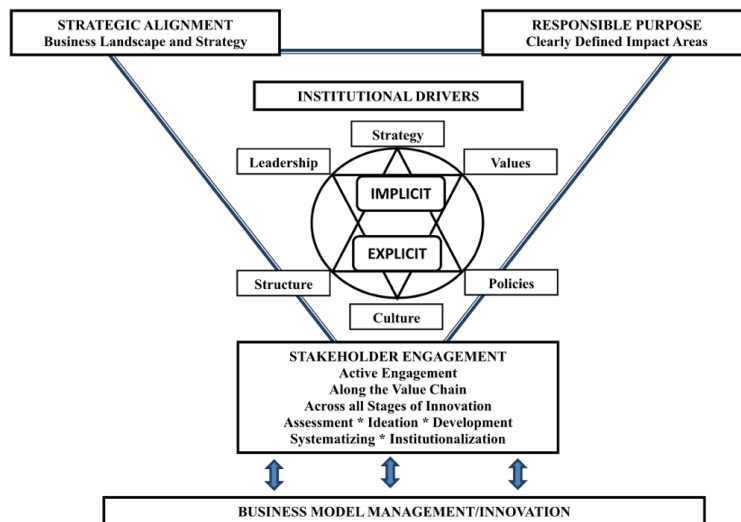 STRATEGIC ALIGNMENT
Business Landscape and Strategy
RESPONSIBLE PURPOSE
Clearly Defined Impact Areas
INSTITUTIONAL DRIVERS
Strategy
Leadership
Values
IMPLICIT
EXPLICIT
Structure
Policies
Culture
STAKEHOLDER ENGAGEMENT
Active Engagement
Along the Value Chain
Across all Stages of Innovation
Assessment * Ideation * Development
Systematizing * Institutionalization
BUSINESS MODEL MANAGEMENT/INNOVATION